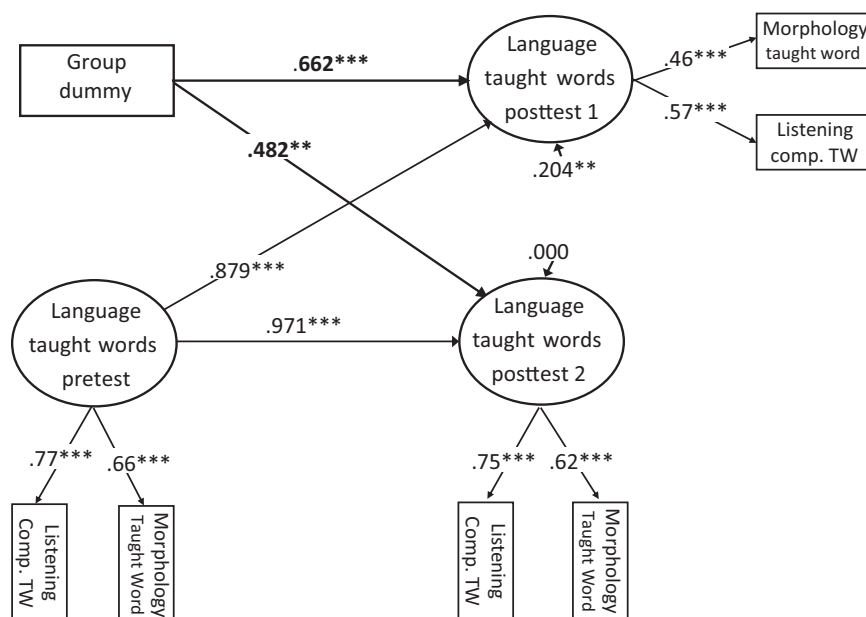 Group
dummy
.662***
Language
taught words
posttest 1
.46***
Morphology
taught word
.57***
Listening
comp. TW
.204**
.482**
.879***
.000
Language
taught words
pretest
.971***
Language
taught words
posttest 2
.77***
.66***
Listening
Comp. TW
Morphology
Taught Word
.75***
.62***
Listening
Comp. TW
Morphology
Taught Word